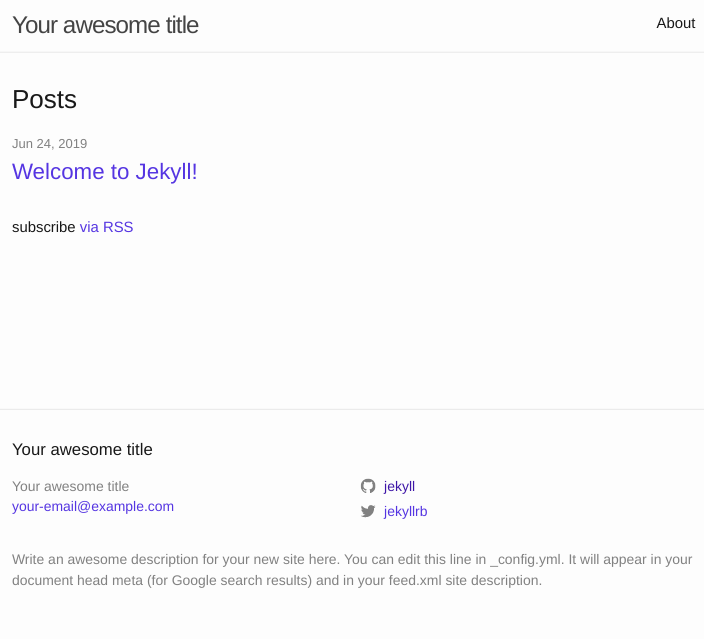 Your awesome title
About
Posts
Jun 24, 2019
Welcome to Jekyll!
subscribe via RSS
Your awesome title
Your awesome title
your-email@example.com
jekyll
jekyllrb
Write an awesome description for your new site here. You can edit this line in _config.yml. It will appear in your
document head meta (for Google search results) and in your feed.xml site description.